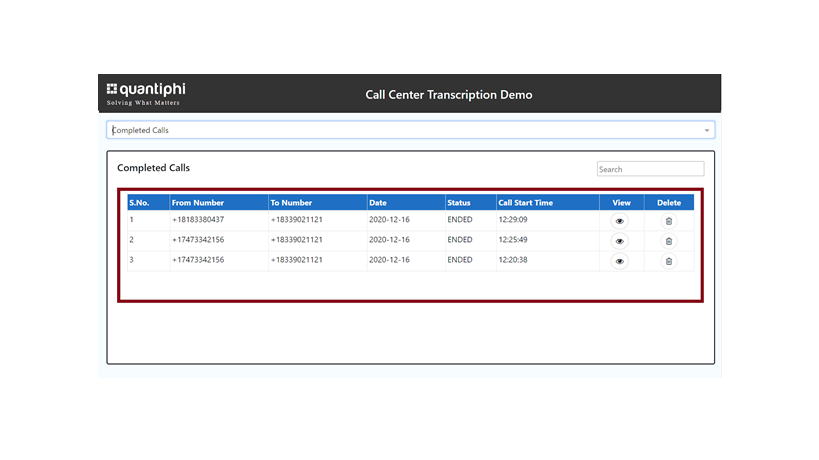 quantiphi
Solving What Matters
Call Center Transcription Demo
Completed Calls
Completed Calls
Search
S.No. From Number To Number Date Status Call Start Time View Delete
1 +18183380437 +18339021121 2020-12-16 ENDED 12:29:09
2 +17473342156 +18339021121 2020-12-16 ENDED 12:25:49
3 +17473342156 +18339021121 2020-12-16 ENDED 12:20:38